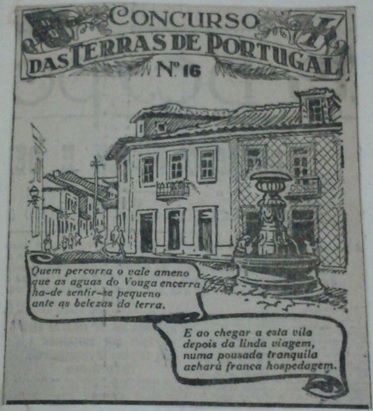 CONCURSO
DAS TERRAS DE PORTUGAL
Nº 16
Quem percorra o vale ameno
que as aguas do Vouga encerra
ha-de sentir-se pequeno
ante as belezas da terra.
E ao chegar a esta vila
depois da linda viagem,
numa pousada tranquila
achará franca hospedagem.